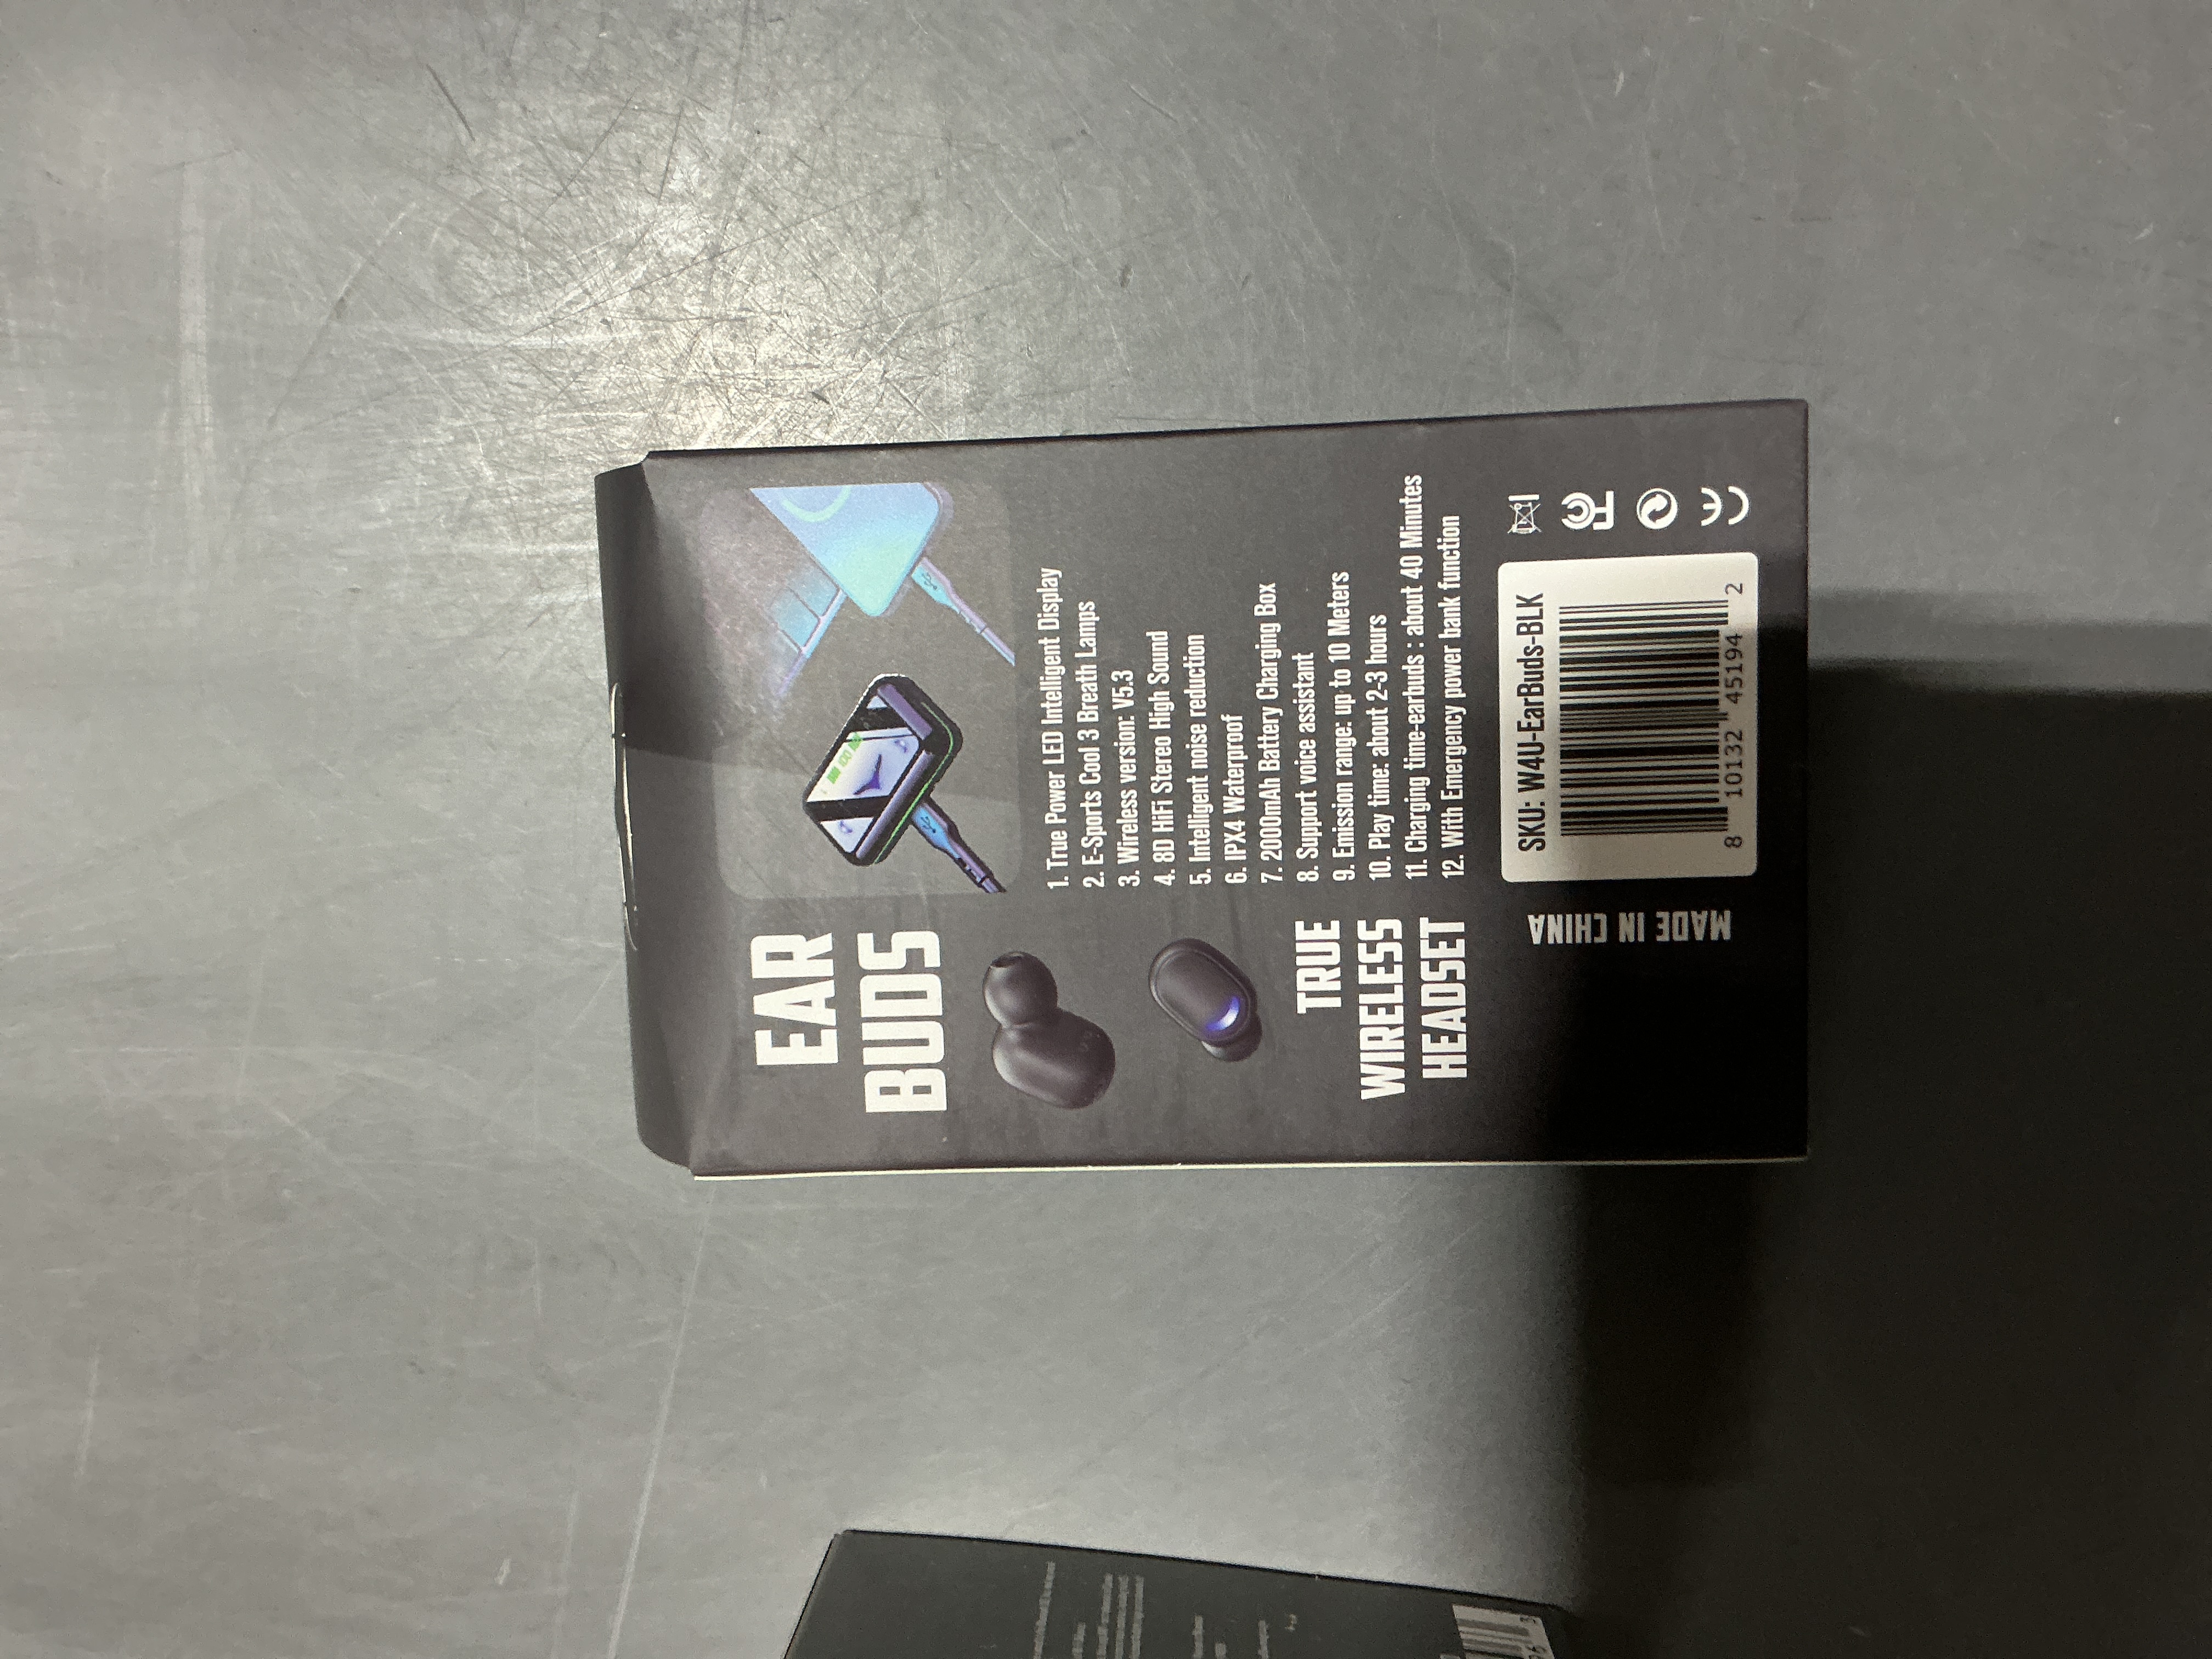 EAR
BUDS
TRUE
WIRELESS
HEADSET
1. True Power LED Intelligent Display
2. E-Sports Cool 3 Breath Lamps
3. Wireless version: V5.3
4. 8D HiFi Stereo High Sound
5. Intelligent noise reduction
6. IPX4 Waterproof
7. 2000mAh Battery Charging Box
8. Support voice assistant
9. Emission range: up to 10 Meters
10. Play time: about 2-3 hours
11. Charging time-earbuds : about 40 Minutes
12. With Emergency power bank function
MADE IN CHINA
SKU: W4U-EarBuds-BLK
8 10132 45194 2
FC
CE
100